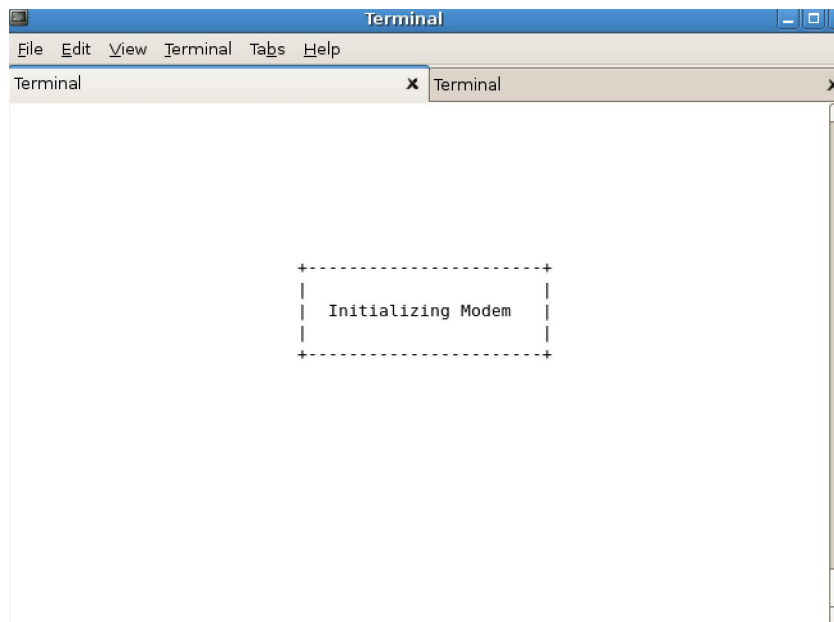 Terminal
File Edit View Terminal Tabs Help
Terminal x Terminal x
+-----------------------+
| |
| Initializing Modem |
| |
+-----------------------+